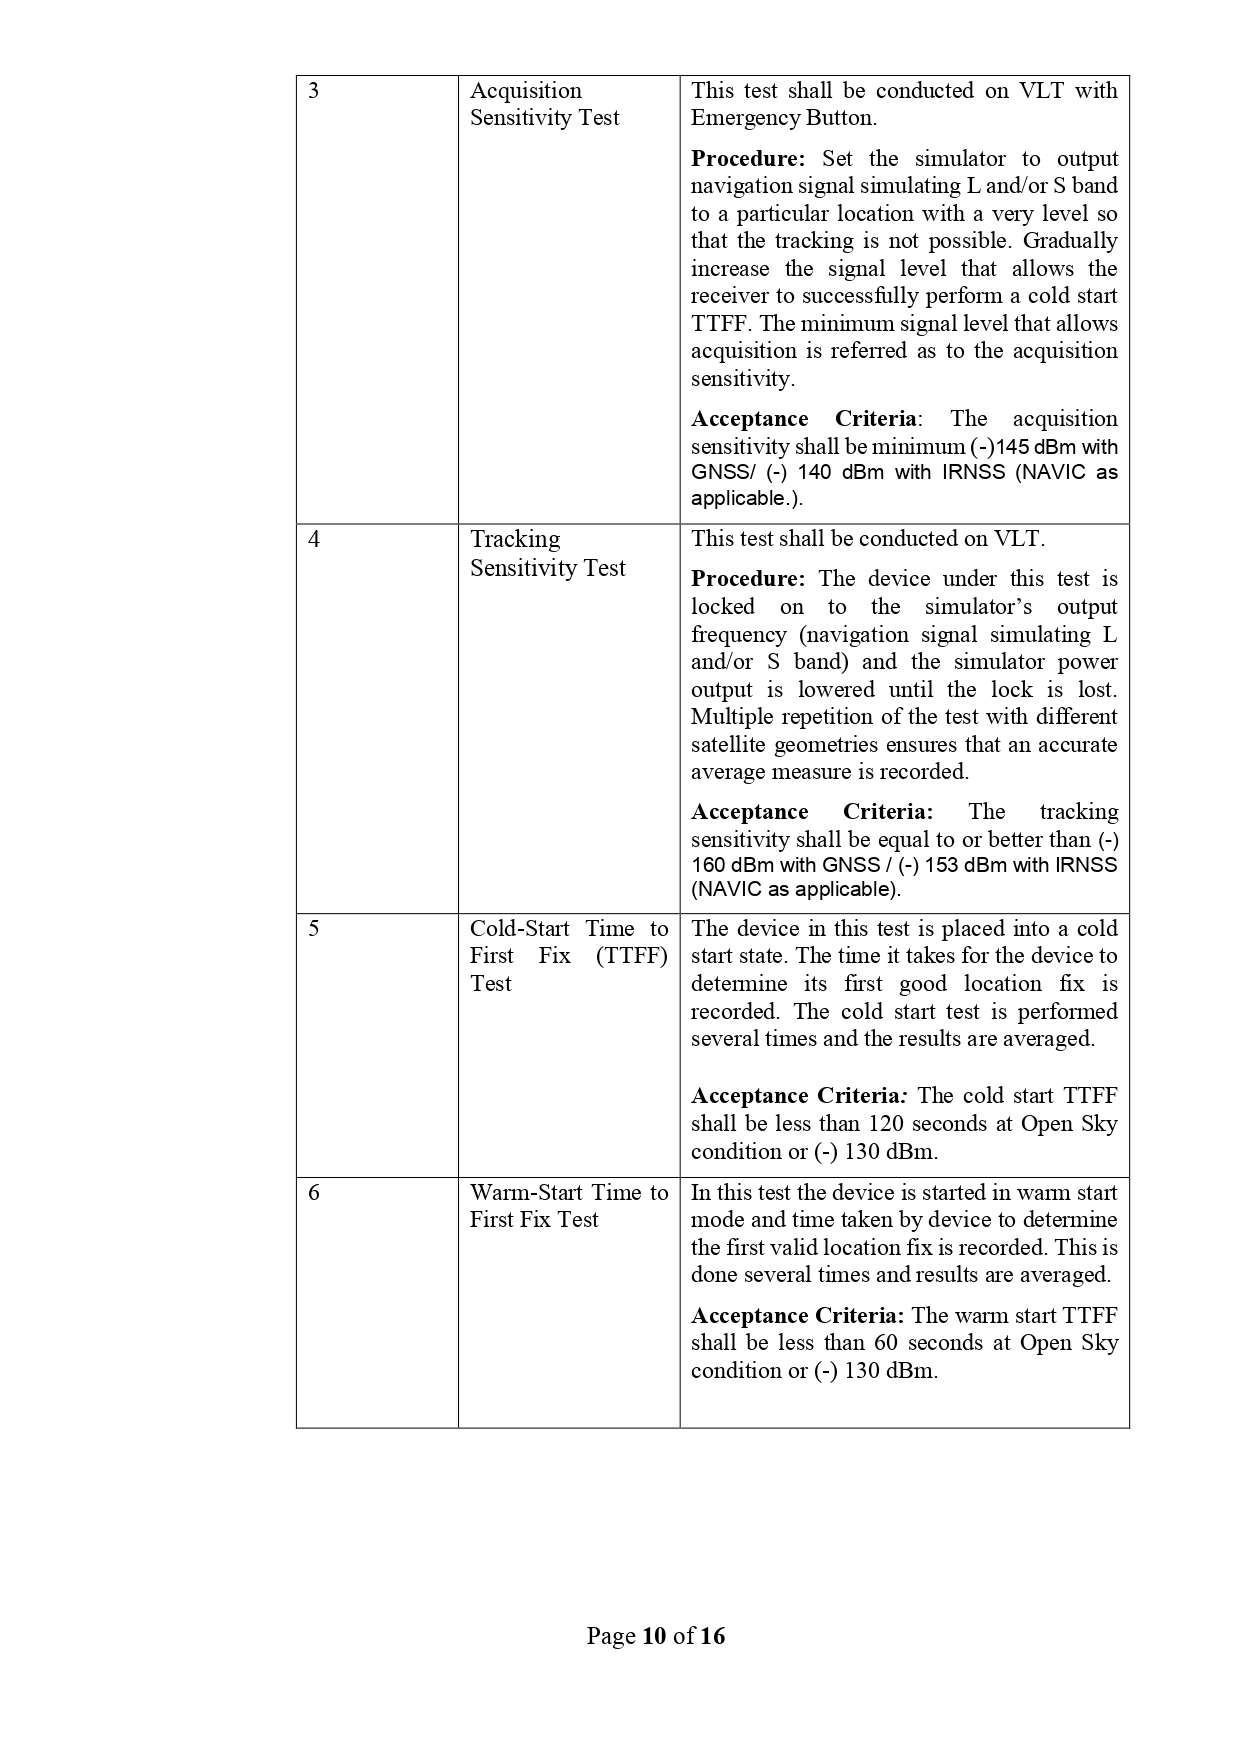 3
Acquisition
Sensitivity Test
This test shall be conducted on VLT with
Emergency Button.
Procedure: Set the simulator to output
navigation signal simulating L and/or S band
to a particular location with a very level so
that the tracking is not possible. Gradually
increase the signal level that allows the
receiver to successfully perform a cold start
TTFF. The minimum signal level that allows
acquisition is referred as to the acquisition
sensitivity.
Acceptance Criteria: The acquisition
sensitivity shall be minimum (-)145 dBm with
GNSS/ (-) 140 dBm with IRNSS (NAVIC as
applicable.).
4
Tracking
Sensitivity Test
This test shall be conducted on VLT.
Procedure: The device under this test is
locked on to the simulator’s output
frequency (navigation signal simulating L
and/or S band) and the simulator power
output is lowered until the lock is lost.
Multiple repetition of the test with different
satellite geometries ensures that an accurate
average measure is recorded.
Acceptance Criteria: The tracking
sensitivity shall be equal to or better than (-)
160 dBm with GNSS / (-) 153 dBm with IRNSS
(NAVIC as applicable).
5
Cold-Start Time to
First Fix (TTFF)
Test
The device in this test is placed into a cold
start state. The time it takes for the device to
determine its first good location fix is
recorded. The cold start test is performed
several times and the results are averaged.
Acceptance Criteria: The cold start TTFF
shall be less than 120 seconds at Open Sky
condition or (-) 130 dBm.
6
Warm-Start Time to
First Fix Test
In this test the device is started in warm start
mode and time taken by device to determine
the first valid location fix is recorded. This is
done several times and results are averaged.
Acceptance Criteria: The warm start TTFF
shall be less than 60 seconds at Open Sky
condition or (-) 130 dBm.
Page 10 of 16